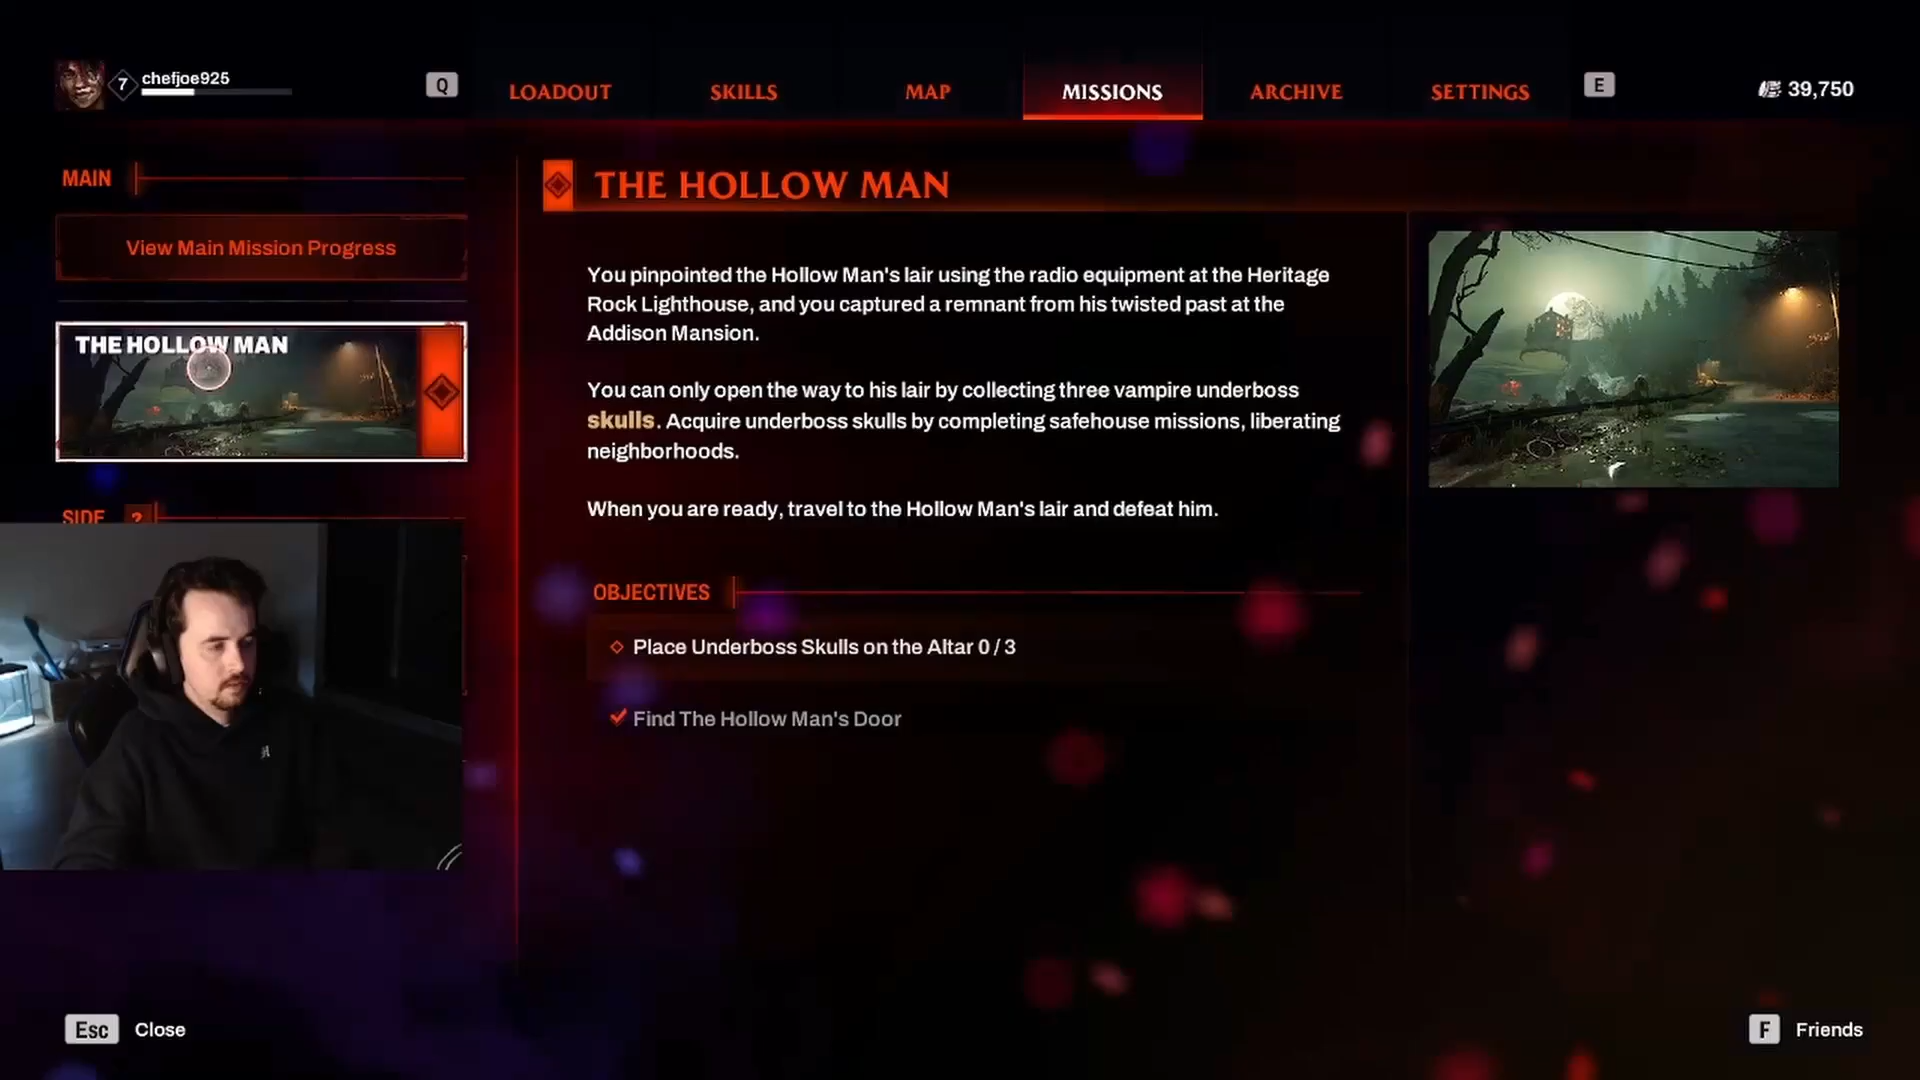 chefjoe925
7
Q
LOADOUT
SKILLS
MAP
MISSIONS
ARCHIVE
SETTINGS
E
39,750
MAIN
View Main Mission Progress
THE HOLLOW MAN
SIDE ?
THE HOLLOW MAN
You pinpointed the Hollow Man's lair using the radio equipment at the Heritage
Rock Lighthouse, and you captured a remnant from his twisted past at the
Addison Mansion.
You can only open the way to his lair by collecting three vampire underboss
skulls. Acquire underboss skulls by completing safehouse missions, liberating
neighborhoods.
When you are ready, travel to the Hollow Man's lair and defeat him.
OBJECTIVES
Place Underboss Skulls on the Altar 0 / 3
Find The Hollow Man's Door
Esc Close
F Friends